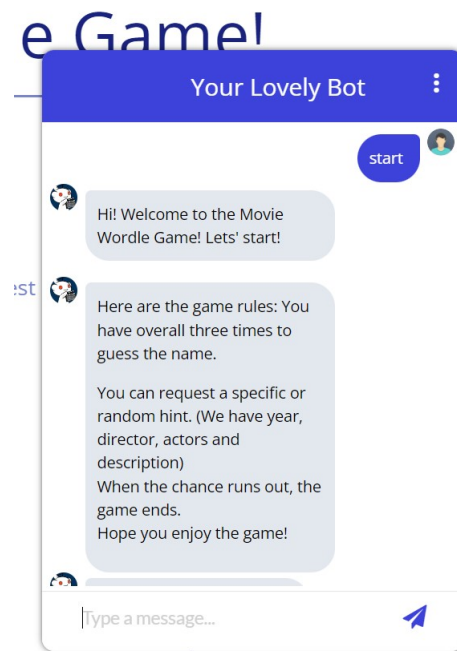 e Game!
Your Lovely Bot
start
Hi! Welcome to the Movie
Wordle Game! Lets' start!
est
Here are the game rules: You
have overall three times to
guess the name.
You can request a specific or
random hint. (We have year,
director, actors and
description)
When the chance runs out, the
game ends.
Hope you enjoy the game!
Type a message...